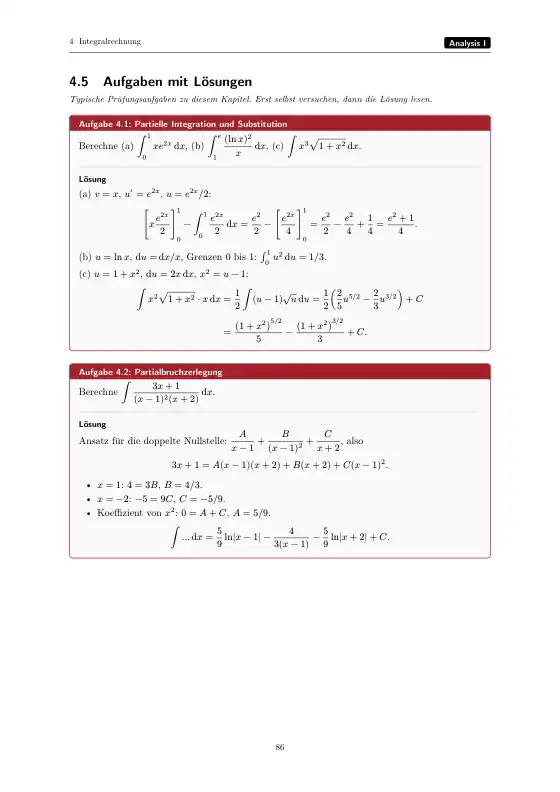 4 Integralrechnung
Analysis I
4.5 Aufgaben mit Lösungen
Typische Prüfungsaufgaben zu diesem Kapitel. Erst selbst versuchen, dann die Lösung lesen.
Aufgabe 4.1: Partielle Integration und Substitution
Berechne (a) ∫₀¹ xe²ˣ dx, (b) ∫₁ᵉ (ln x)²/x dx, (c) ∫ x³√(1 + x²) dx.
Lösung
(a) v = x, u′ = e²ˣ, u = e²ˣ/2:
[x e²ˣ/2]₀¹ − ∫₀¹ e²ˣ/2 dx = e²/2 − [e²ˣ/4]₀¹ = e²/2 − e²/4 + 1/4 = (e² + 1)/4.
(b) u = ln x, du = dx/x, Grenzen 0 bis 1: ∫₀¹ u² du = 1/3.
(c) u = 1 + x², du = 2x dx, x² = u − 1:
∫ x²√(1 + x²) · x dx = 1/2 ∫ (u − 1)√u du = 1/2 (2/5 u^(5/2) − 2/3 u^(3/2)) + C
= (1 + x²)^(5/2)/5 − (1 + x²)^(3/2)/3 + C.
Aufgabe 4.2: Partialbruchzerlegung
Berechne ∫ (3x + 1)/((x − 1)²(x + 2)) dx.
Lösung
Ansatz für die doppelte Nullstelle: A/(x − 1) + B/(x − 1)² + C/(x + 2), also
3x + 1 = A(x − 1)(x + 2) + B(x + 2) + C(x − 1)².
• x = 1: 4 = 3B, B = 4/3.
• x = −2: −5 = 9C, C = −5/9.
• Koeffizient von x²: 0 = A + C, A = 5/9.
∫ ... dx = 5/9 ln|x − 1| − 4/(3(x − 1)) − 5/9 ln|x + 2| + C.
86